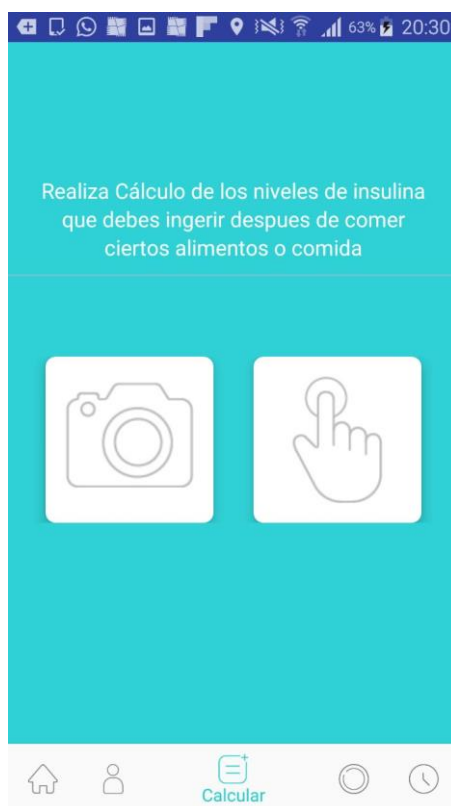 63% 20:30
Realiza Cálculo de los niveles de insulina
que debes ingerir despues de comer
ciertos alimentos o comida
Calcular